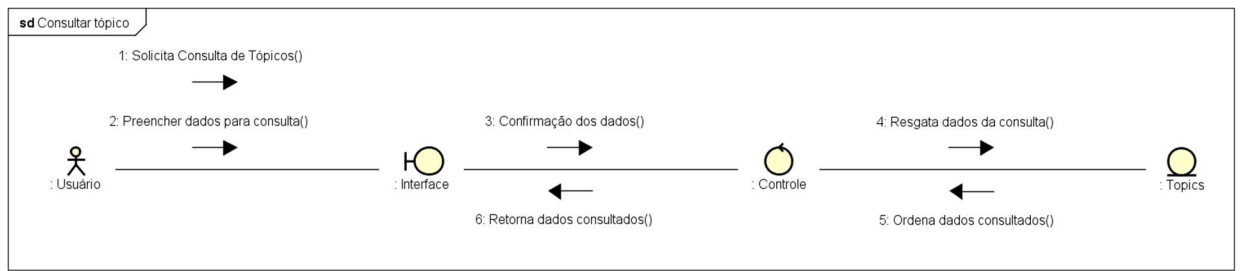 sd Consultar tópico
1: Solicita Consulta de Tópicos()
2: Preencher dados para consulta()
3: Confirmação dos dados()
4: Resgata dados da consulta()
: Usuário
: Interface
: Controle
: Topics
6: Retorna dados consultados()
5: Ordena dados consultados()